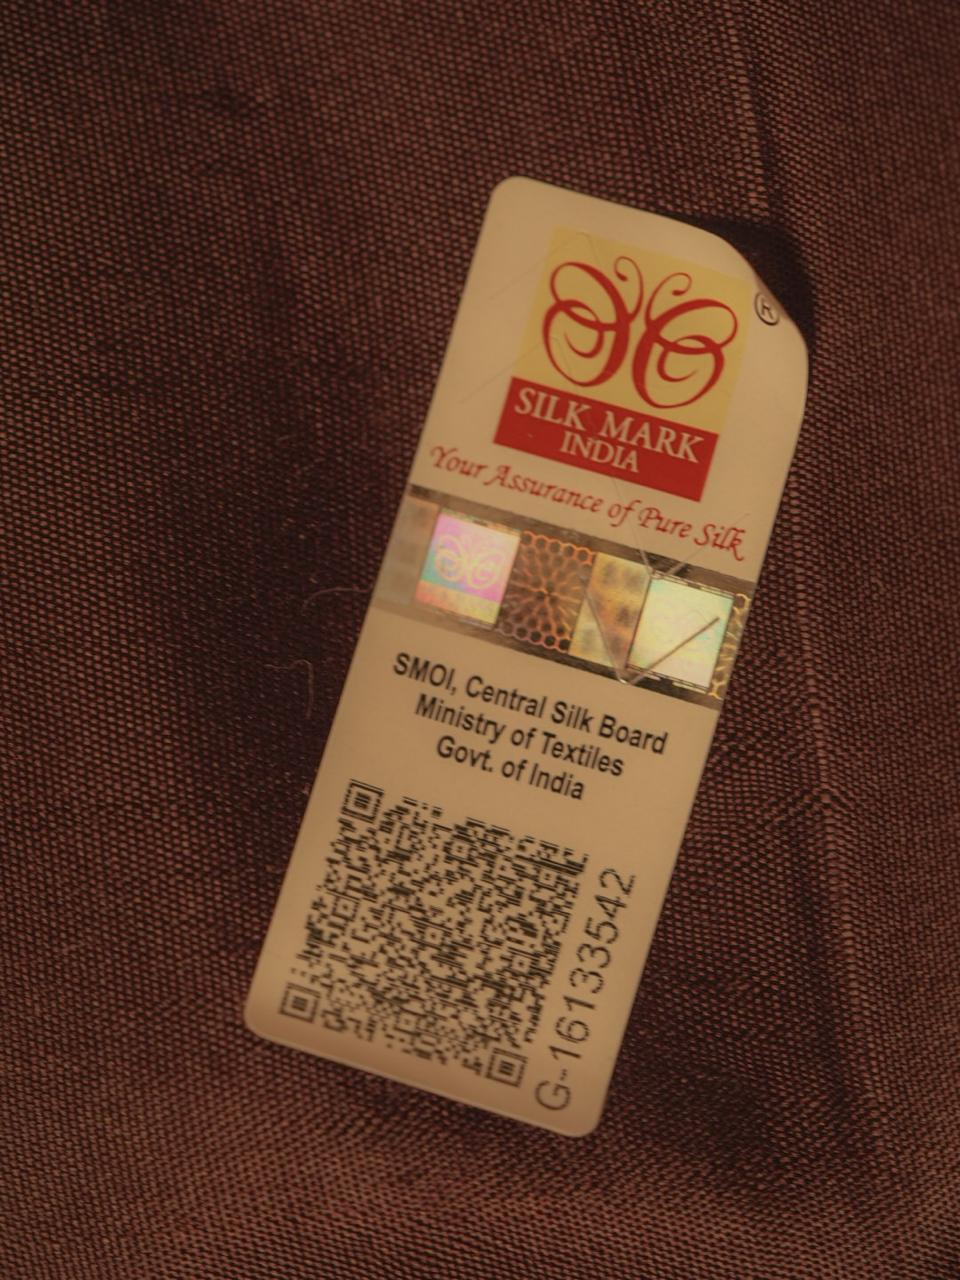 ®
SILK MARK
INDIA
Your Assurance of Pure Silk
SMOI, Central Silk Board
Ministry of Textiles
Govt. of India
G-16133542